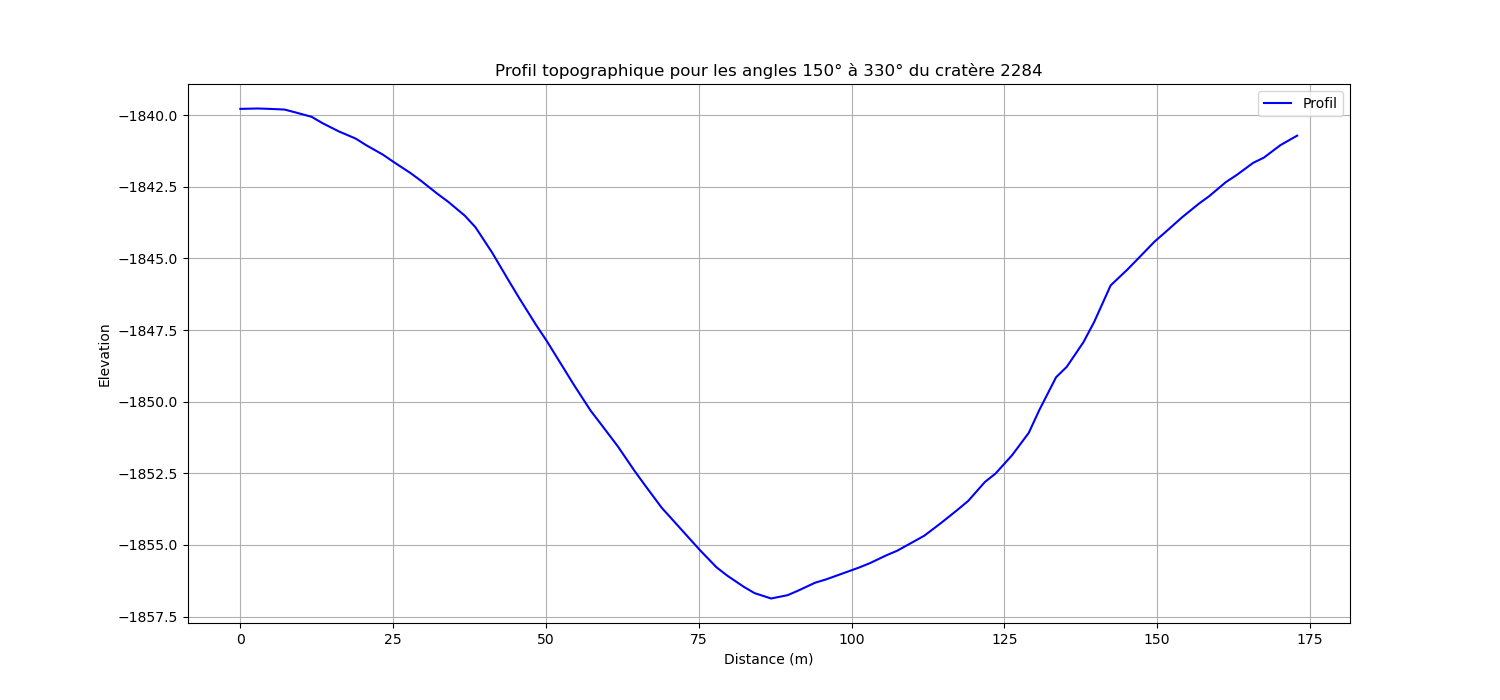 Profil topographique pour les angles 150° à 330° du cratère 2284
Profil
−1840.0
−1842.5
−1845.0
−1847.5
−1850.0
−1852.5
−1855.0
−1857.5
Elevation
0 25 50 75 100 125 150 175
Distance (m)